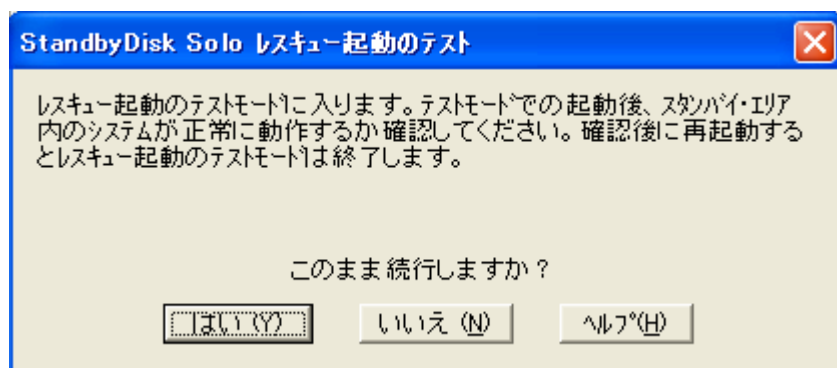 StandbyDisk Solo レスキュー起動のテスト
レスキュー起動のテストモードに入ります。テストモードでの起動後、スタンバイ・エリア
内のシステムが正常に動作するか確認してください。確認後に再起動する
とレスキュー起動のテストモードは終了します。
このまま続行しますか?
はい(Y) いいえ(N) ヘルプ(H)